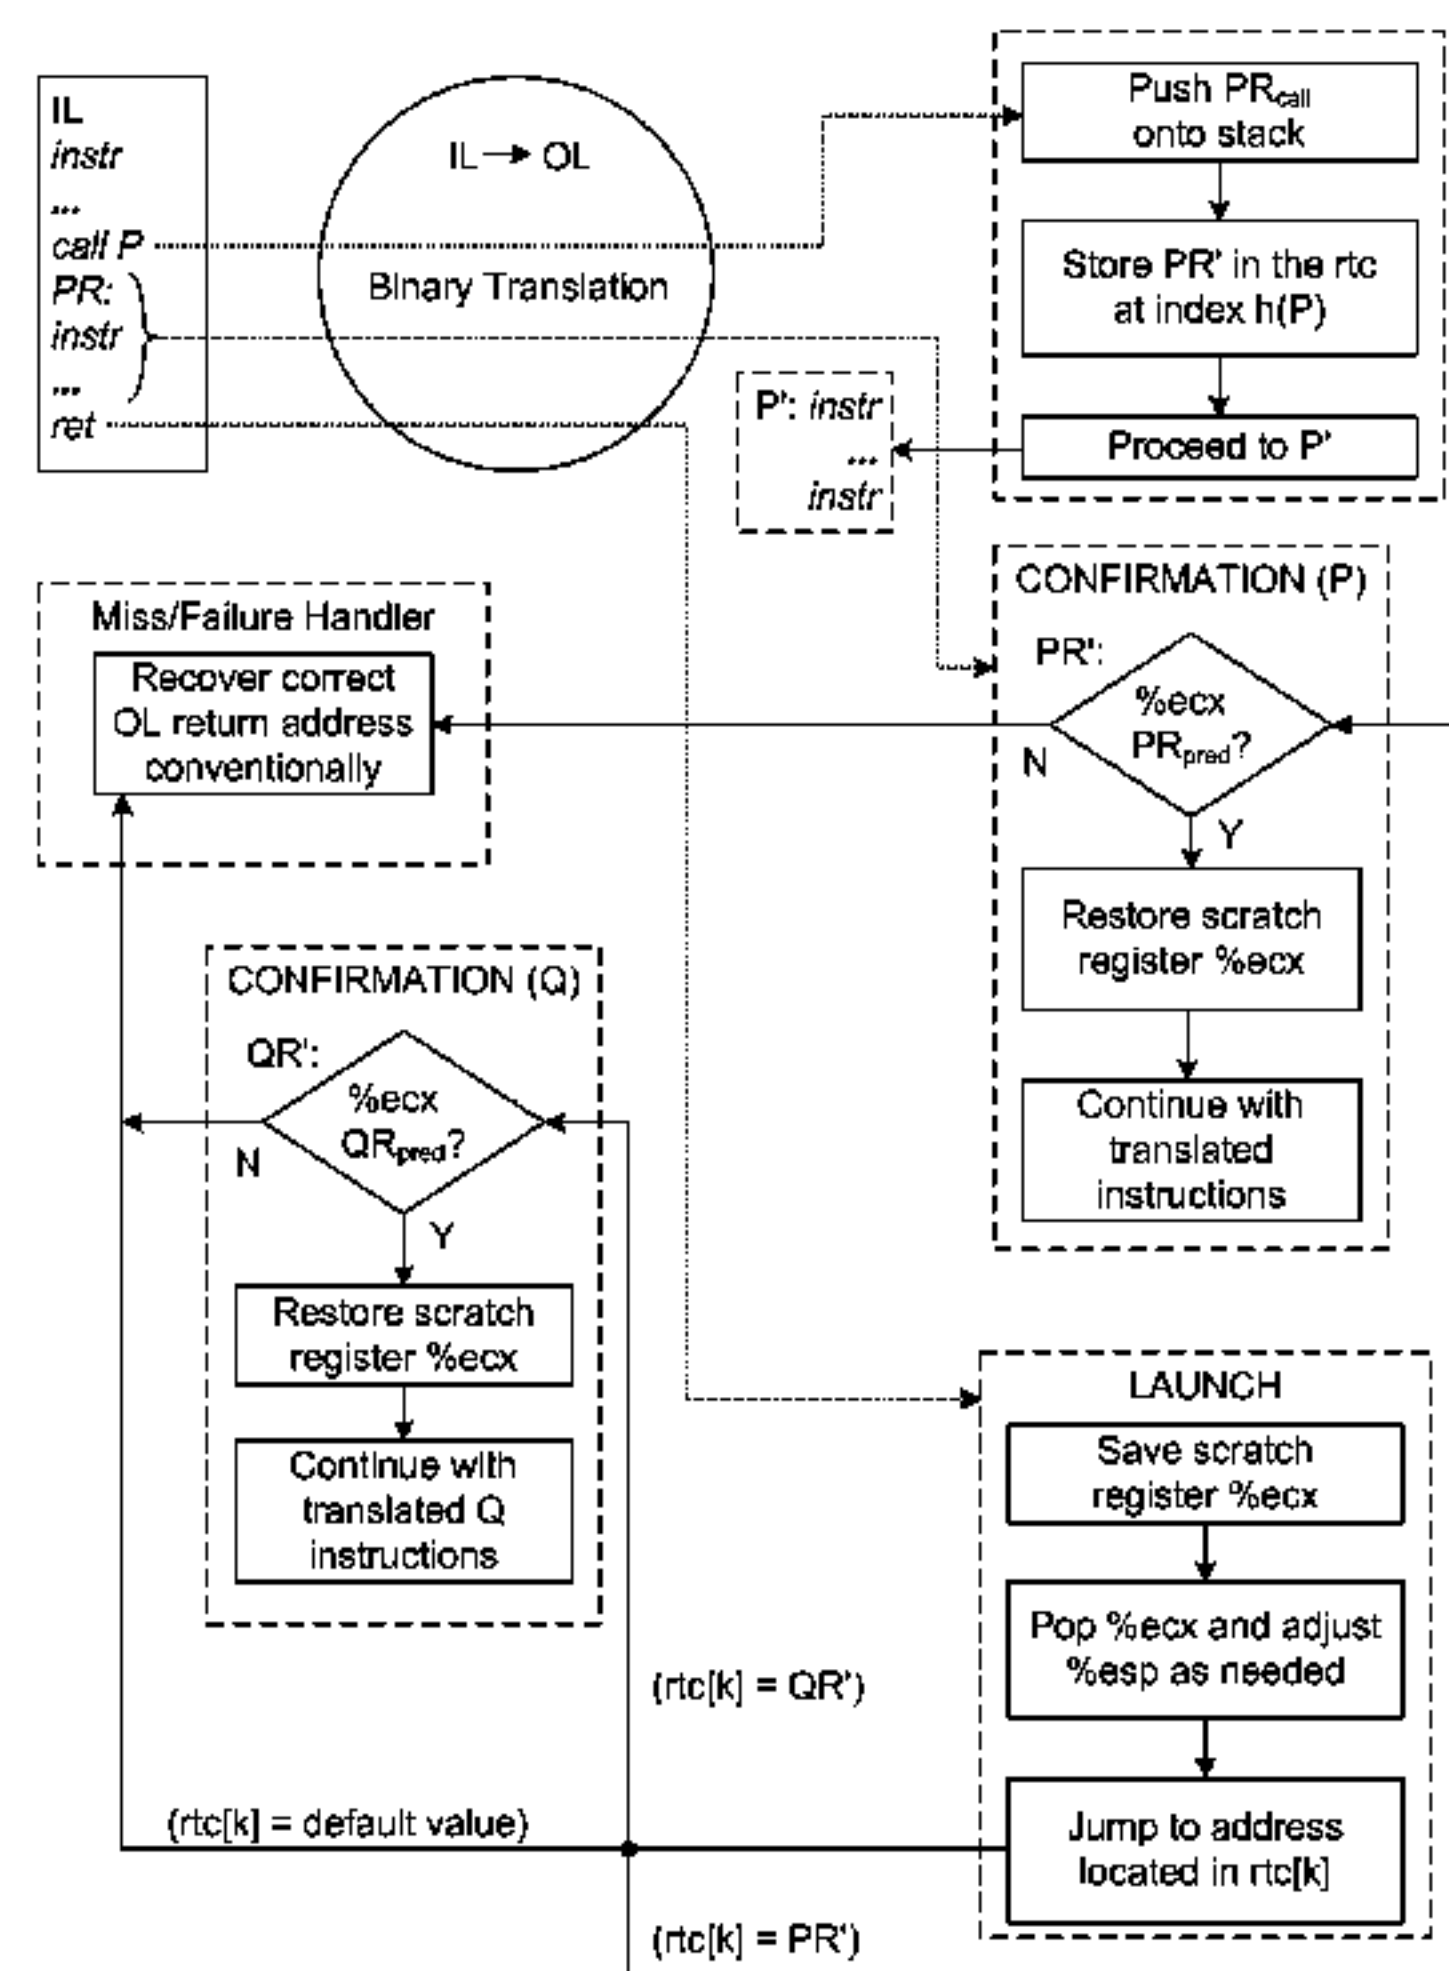 IL
instr
...
call P
PR:
instr
...
ret
IL → OL
Binary Translation
Push PRcall
onto stack
Store PR' in the rtc
at index h(P)
Proceed to P'
P': instr
...
instr
CONFIRMATION (P)
PR':
%ecx
PRpred?
N
Y
Restore scratch
register %ecx
Continue with
translated
instructions
Miss/Failure Handler
Recover correct
OL return address
conventionally
CONFIRMATION (Q)
QR':
%ecx
QRpred?
N
Y
Restore scratch
register %ecx
Continue with
translated Q
instructions
LAUNCH
Save scratch
register %ecx
Pop %ecx and adjust
%esp as needed
Jump to address
located in rtc[k]
(rtc[k] = QR')
(rtc[k] = default value)
(rtc[k] = PR')